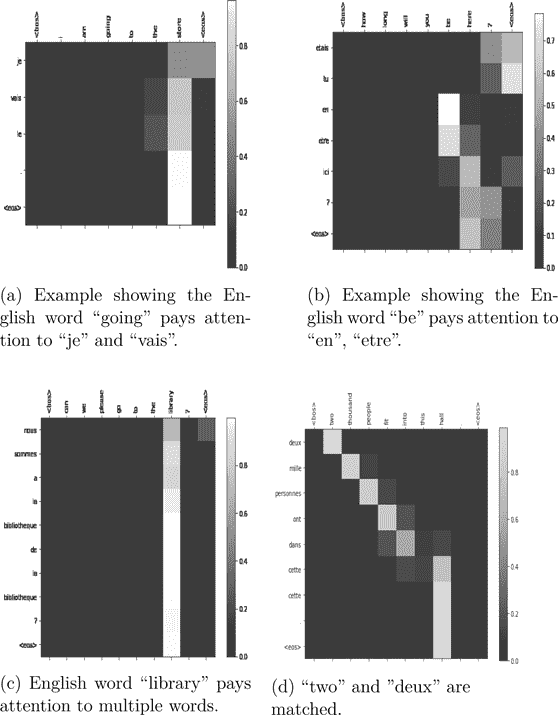 <bos> i am going to the store <eos>
je
vais
le
.
<eos>
0.8
0.6
0.4
0.2
0.0
(a) Example showing the En-
glish word “going” pays atten-
tion to “je” and “vais”.
<bos> how long will you be here ? <eos>
etais
tu
en
etre
ici
?
<eos>
0.7
0.6
0.5
0.4
0.3
0.2
0.1
0.0
(b) Example showing the En-
glish word “be” pays attention to
“en”, “etre”.
<bos> can we please go to the library ? <eos>
nous
sommes
a
la
bibliotheque
de
la
bibliotheque
?
<eos>
0.8
0.6
0.4
0.2
0.0
(c) English word “library” pays
attention to multiple words.
<bos> two thousand people fit into this hall . <eos>
deux
mille
personnes
ont
dans
cette
cette
.
<eos>
0.8
0.6
0.4
0.2
0.0
(d) “two” and ”deux” are
matched.